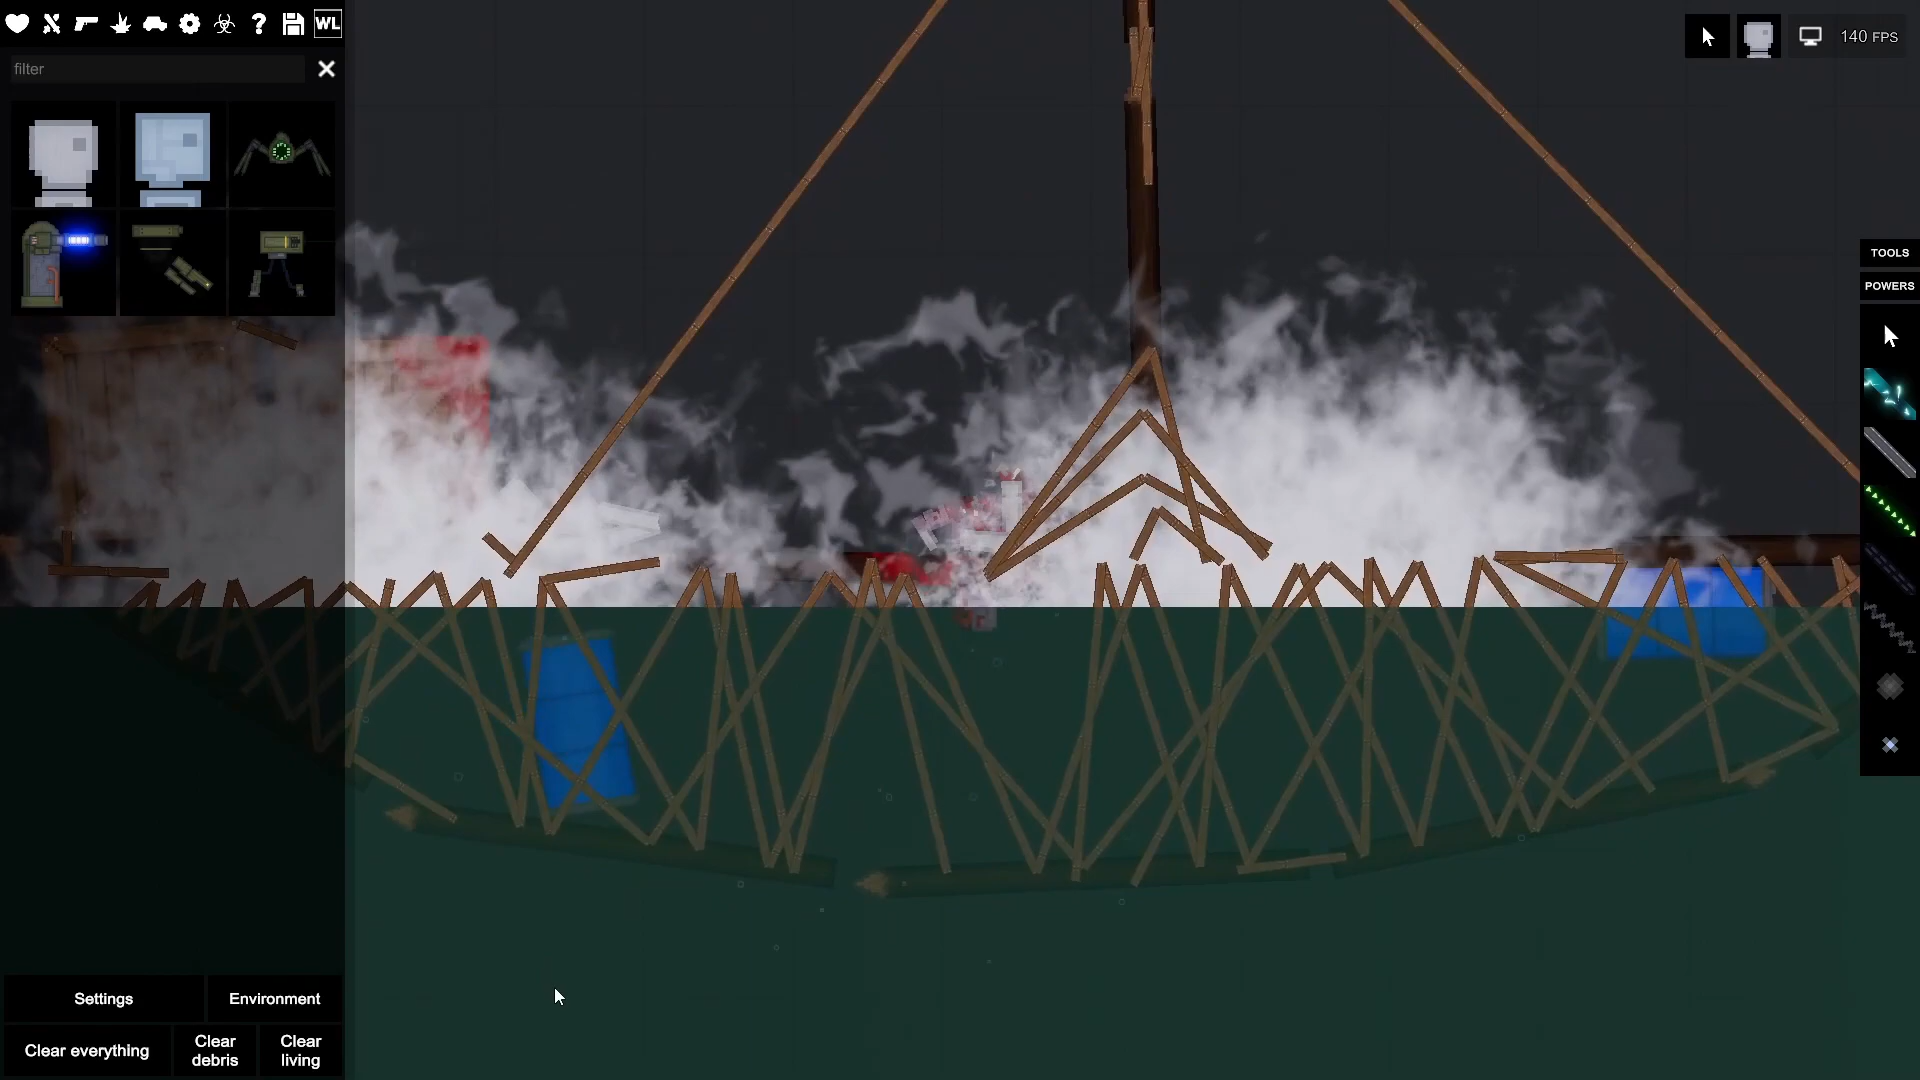 WL
140 FPS
filter
TOOLS
POWERS
Settings
Environment
Clear everything
Clear
debris
Clear
living